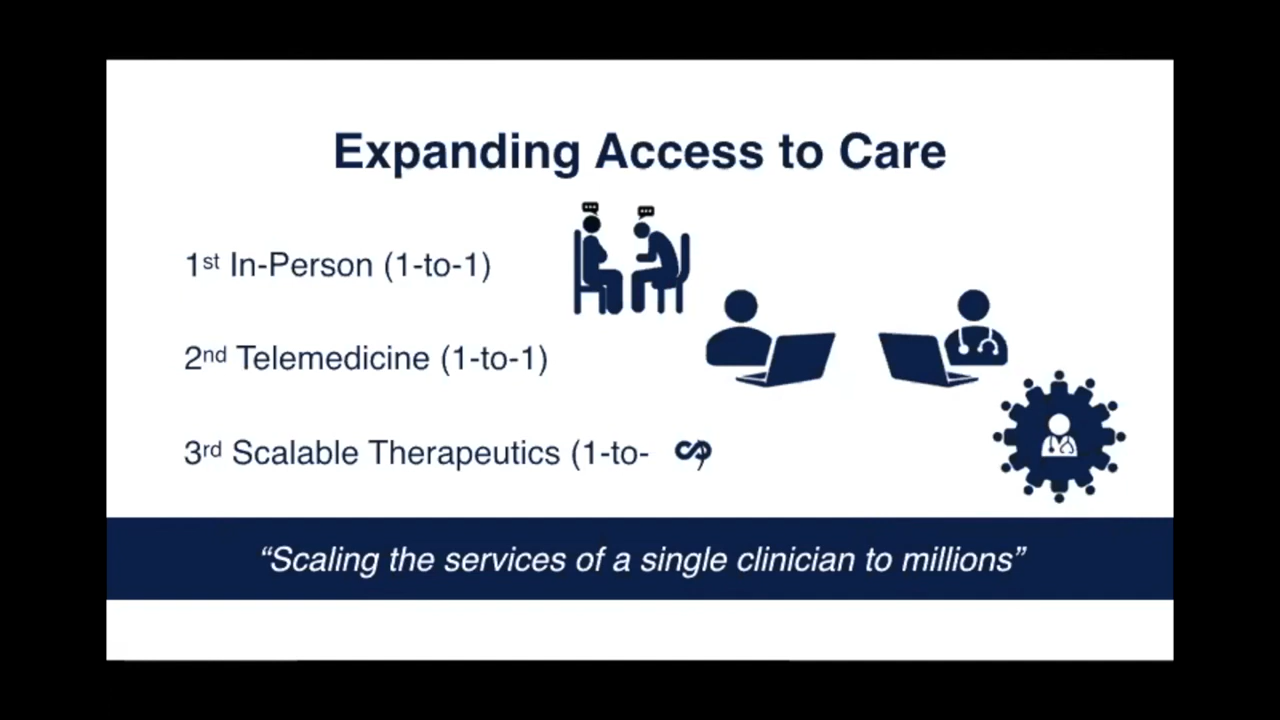 Expanding Access to Care
1st In-Person (1-to-1)
2nd Telemedicine (1-to-1)
3rd Scalable Therapeutics (1-to- ∞)
“Scaling the services of a single clinician to millions”